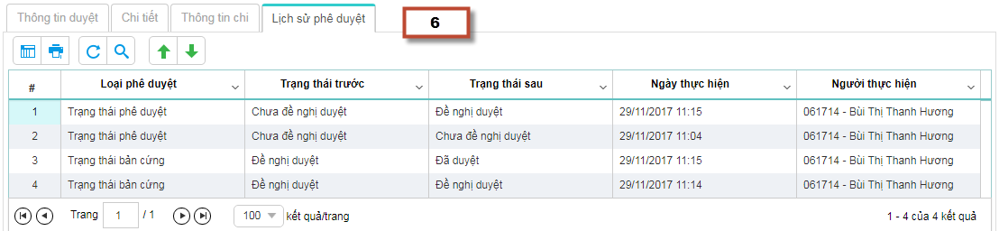 Thông tin duyệt Chi tiết Thông tin chi Lịch sử phê duyệt 6
# Loại phê duyệt Trạng thái trước Trạng thái sau Ngày thực hiện Người thực hiện
1 Trạng thái phê duyệt Chưa đề nghị duyệt Đề nghị duyệt 29/11/2017 11:15 061714 - Bùi Thị Thanh Hương
2 Trạng thái phê duyệt Chưa đề nghị duyệt Chưa đề nghị duyệt 29/11/2017 11:04 061714 - Bùi Thị Thanh Hương
3 Trạng thái bản cứng Đề nghị duyệt Đã duyệt 29/11/2017 11:15 061714 - Bùi Thị Thanh Hương
4 Trạng thái bản cứng Đề nghị duyệt Đề nghị duyệt 29/11/2017 11:14 061714 - Bùi Thị Thanh Hương
Trang 1 / 1 100 kết quả/trang 1 - 4 của 4 kết quả